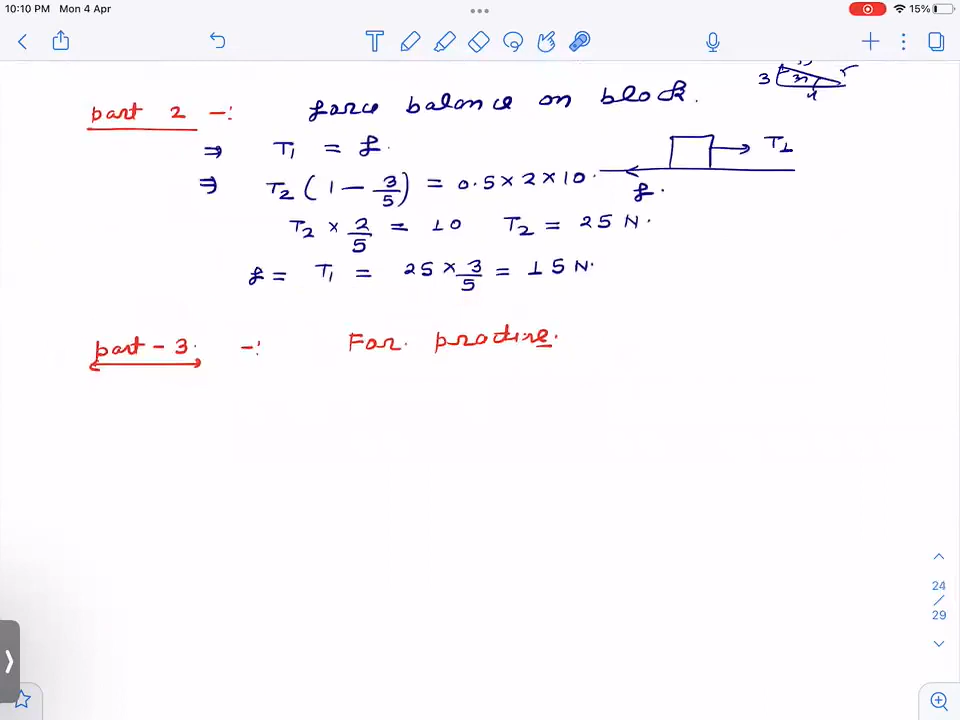 10:10 PM Mon 4 Apr 15%
3 5
4
part 2 -: force balance on block.
⇒ T1 = f.
T1
⇒ T2 ( 1 - 3/5 ) = 0.5 × 2 × 10.
f.
T2 × 2/5 = 10 T2 = 25 N.
f = T1 = 25 × 3/5 = 15 N.
part - 3. -: For practise.
24
/
29